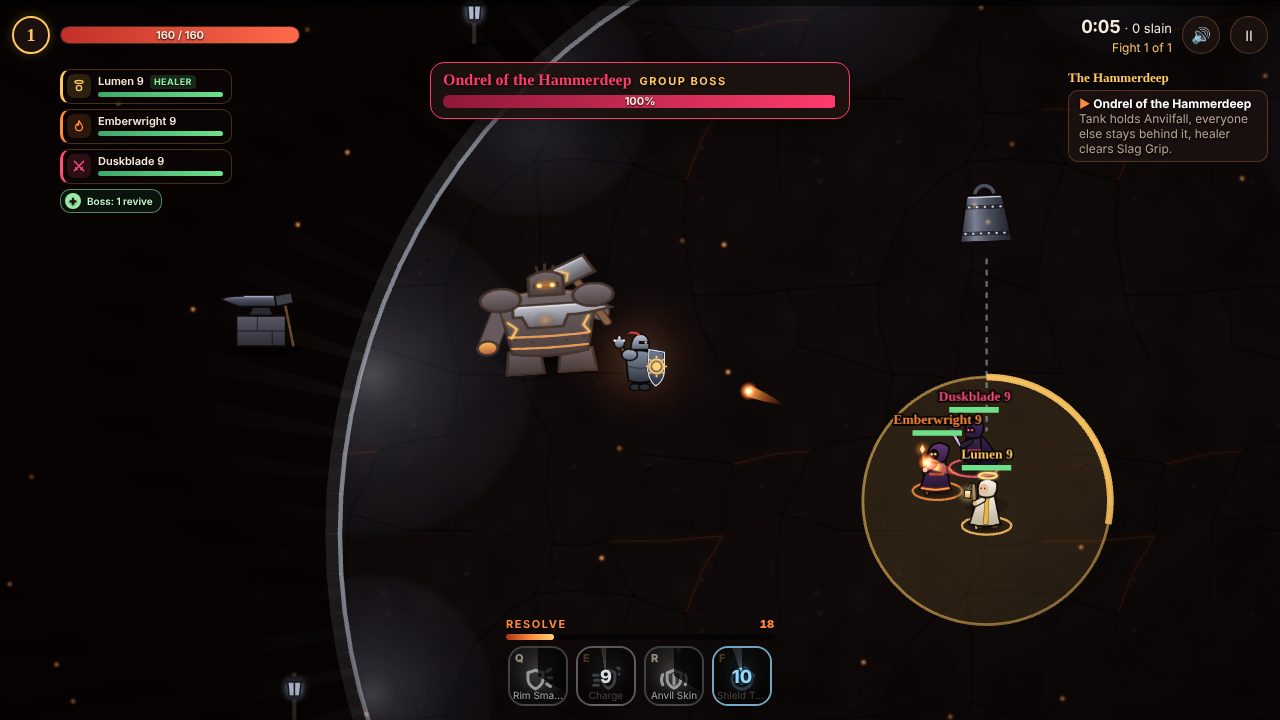 1
160 / 160
Lumen 9 HEALER
Emberwright 9
Duskblade 9
Boss: 1 revive
Ondrel of the Hammerdeep GROUP BOSS
100%
0:05 · 0 slain
Fight 1 of 1
The Hammerdeep
Ondrel of the Hammerdeep
Tank holds Anvilfall, everyone
else stays behind it, healer
clears Slag Grip.
Duskblade 9
Emberwright 9
Lumen 9
RESOLVE 18
Q
Rim Sma...
E
9
Charge
R
Anvil Skin
F
10
Shield T...